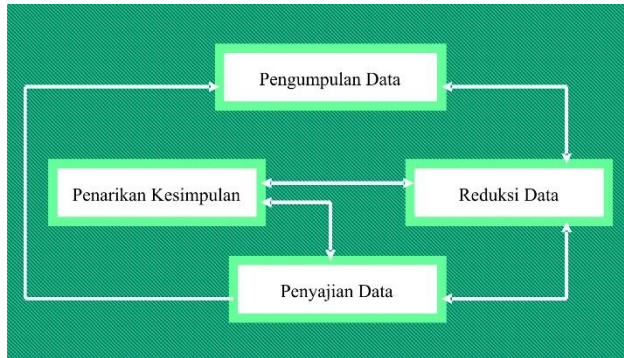 Pengumpulan Data
Penarikan Kesimpulan
Reduksi Data
Penyajian Data